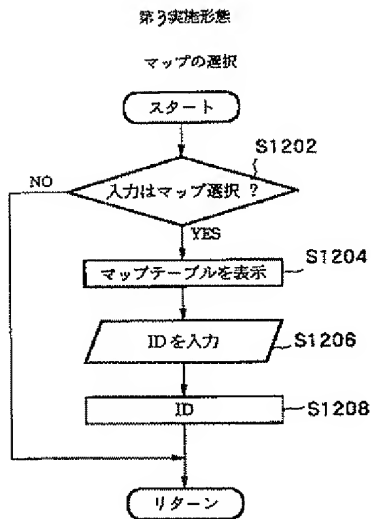 第3実施形態
マップの選択
スタート
S1202
入力はマップ選択 ?
NO
YES
マップテーブルを表示
S1204
IDを入力
S1206
ID
S1208
リターン